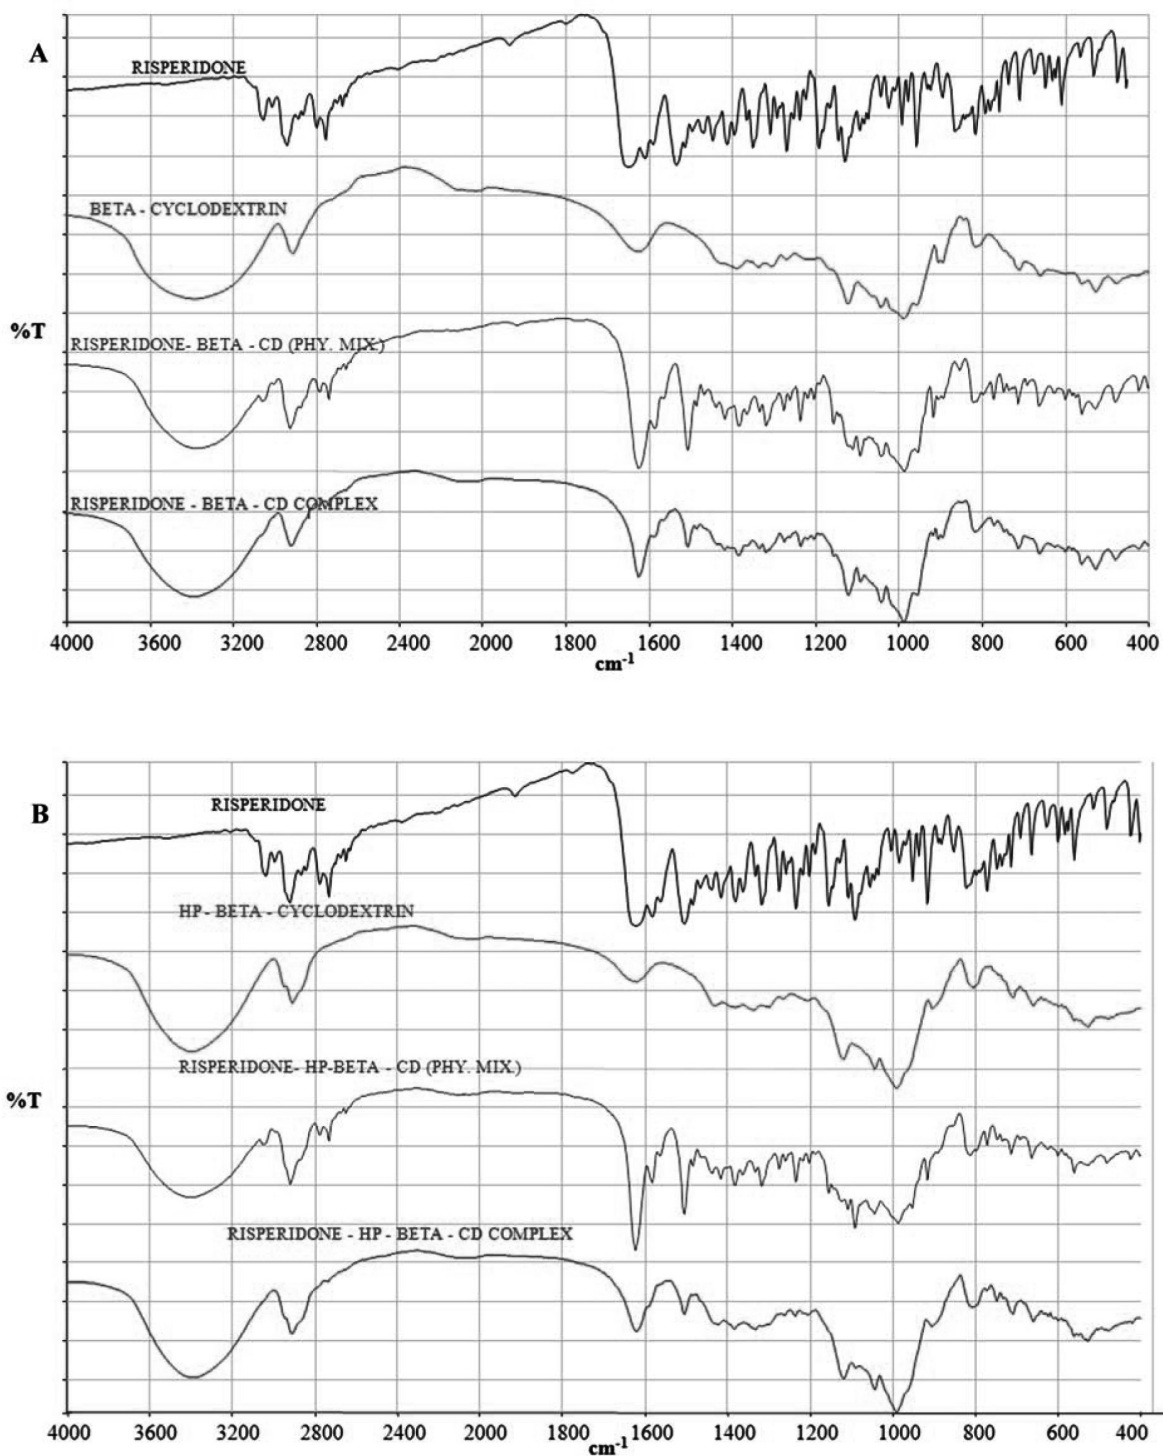 A
RISPERIDONE
BETA - CYCLODEXTRIN
%T
RISPERIDONE- BETA - CD (PHY. MIX.)
RISPERIDONE - BETA - CD COMPLEX
4000 3600 3200 2800 2400 2000 1800 1600 1400 1200 1000 800 600 400
cm-1
B
RISPERIDONE
HP- BETA - CYCLODEXTRIN
RISPERIDONE- HP-BETA - CD (PHY. MIX.)
%T
RISPERIDONE - HP - BETA - CD COMPLEX
4000 3600 3200 2800 2400 2000 1800 1600 1400 1200 1000 800 600 400
cm-1